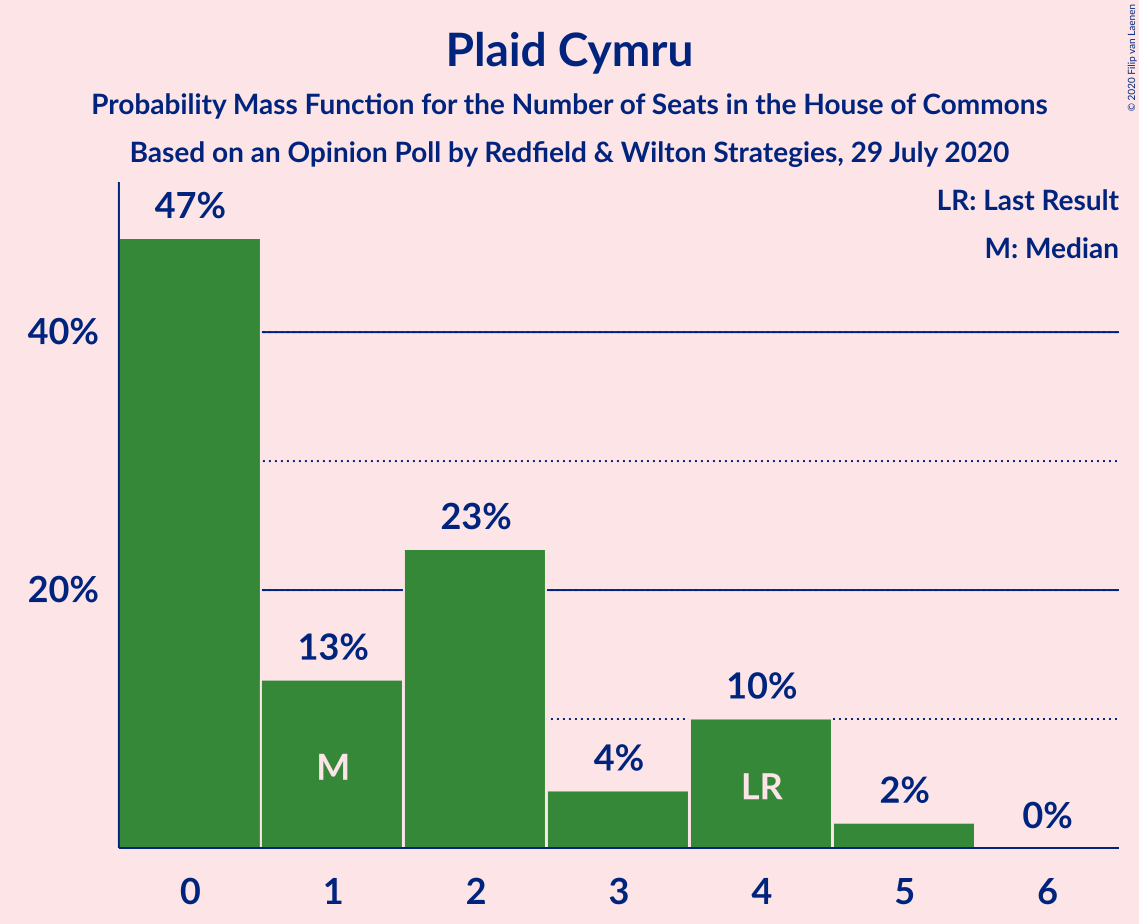 Plaid Cymru
Probability Mass Function for the Number of Seats in the House of Commons
Based on an Opinion Poll by Redfield & Wilton Strategies, 29 July 2020
© 2020 Filip van Laenen
LR: Last Result
M: Median
47%
40%
23%
20%
13%
10%
4%
2%
0%
M
LR
0 1 2 3 4 5 6